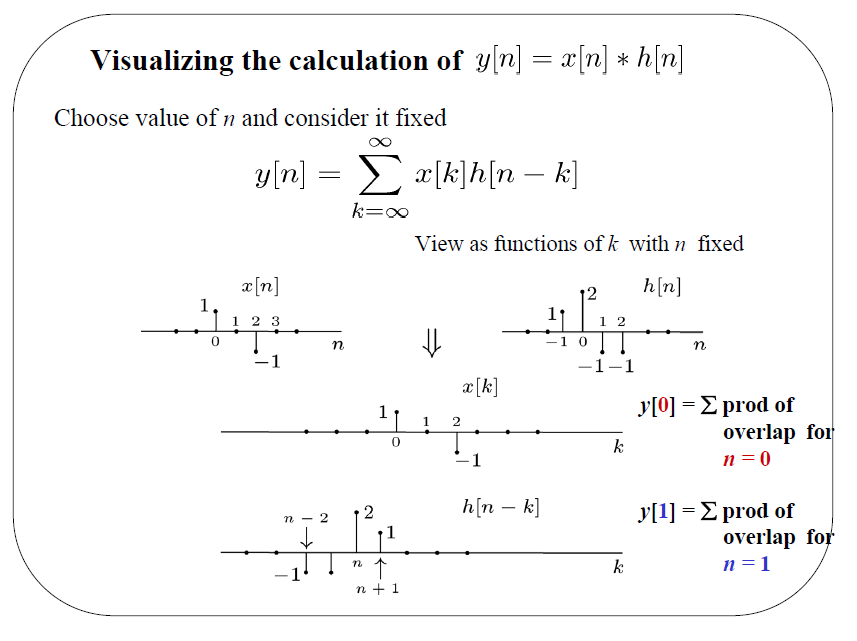 Visualizing the calculation of y[n] = x[n] * h[n]
Choose value of n and consider it fixed
∞
y[n] = ∑ x[k]h[n − k]
k=∞
View as functions of k with n fixed
x[n]
1
1 2 3
0
n
−1
⇓
h[n]
2
1
1 2
−1 0
n
−1 −1
x[k]
1
1 2
0
k
−1
y[0] = Σ prod of
overlap for
n = 0
h[n − k]
n − 2
2
1
−1
n
k
n + 1
y[1] = Σ prod of
overlap for
n = 1